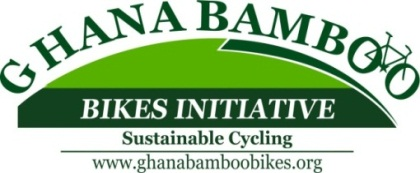 GHANA BAMBOO
BIKES INITIATIVE
Sustainable Cycling
www.ghanabamboobikes.org